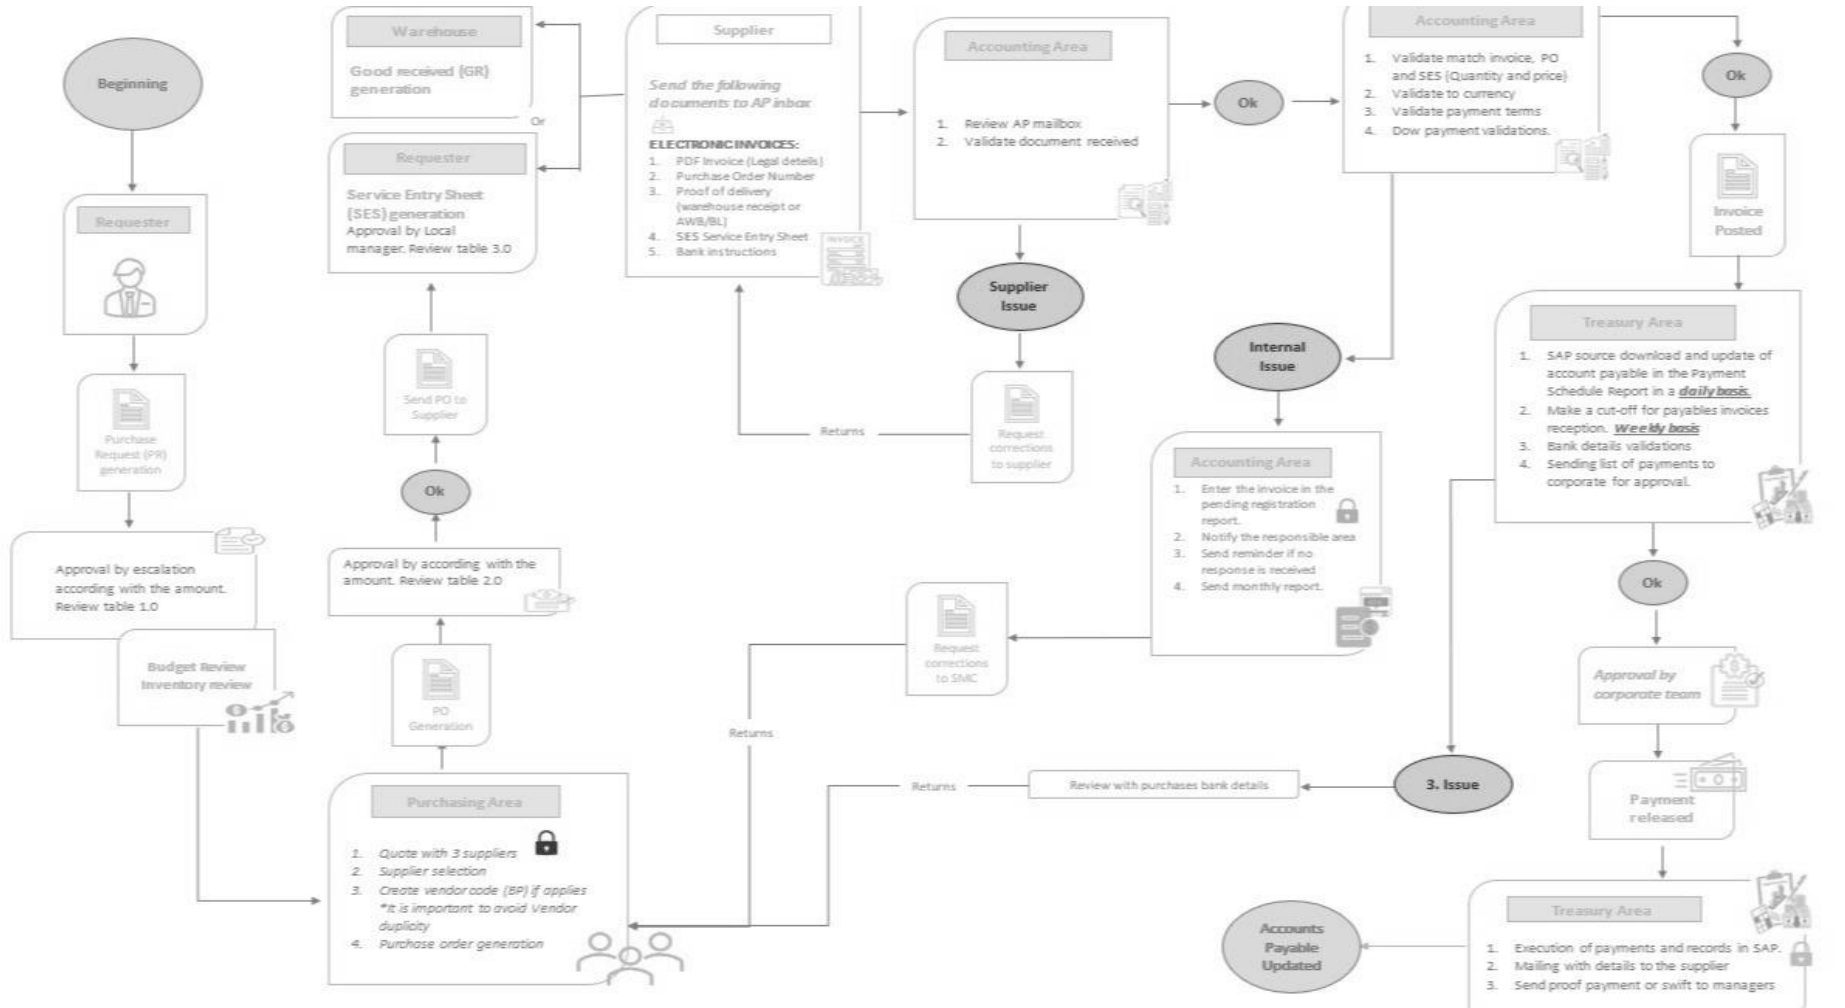 Beginning
Requester
Purchase
Request (PR)
generation
Approval by escalation
according with the amount.
Review table 1.0
Budget Review
Inventory review
Purchasing Area
1. Quote with 3 suppliers
2. Supplier selection
3. Create vendor code (BP) if applies
*It is important to avoid Vendor
duplicity
4. Purchase order generation
PO
Generation
Approval by according with the
amount. Review table 2.0
Ok
Send PO to
Supplier
Warehouse
Good received (GR)
generation
Or
Requester
Service Entry Sheet
(SES) generation
Approval by Local
manager. Review table 3.0
Supplier
Send the following
documents to AP inbox
ELECTRONIC INVOICES:
1. PDF Invoice (Legal deteils)
2. Purchase Order Number
3. Proof of delivery
(warehouse receipt or
AWB/BL)
4. SES Service Entry Sheet
5. Bank instructions
INVOICE
Accounting Area
1. Review AP mailbox
2. Validate document received
Supplier
Issue
Request
corrections
to supplier
Returns
Ok
Accounting Area
1. Validate match invoice, PO
and SES (Quantity and price)
2. Validate to currency
3. Validate payment terms
4. Dow payment validations.
Internal
Issue
Accounting Area
1. Enter the invoice in the
pending registration
report.
2. Notify the responsible area
3. Send reminder if no
response is received
4. Send monthly report.
Request
corrections
to SMC
Returns
Ok
Invoice
Posted
Treasury Area
1. SAP source download and update of
account payable in the Payment
Schedule Report in a daily basis.
2. Make a cut-off for payables invoices
reception. Weekly basis
3. Bank details validations
4. Sending list of payments to
corporate for approval.
3. Issue
Review with purchases bank details
Returns
Ok
Approval by
corporate team
Payment
released
Treasury Area
1. Execution of payments and records in SAP.
2. Mailing with details to the supplier
3. Send proof payment or swift to managers
Accounts
Payable
Updated